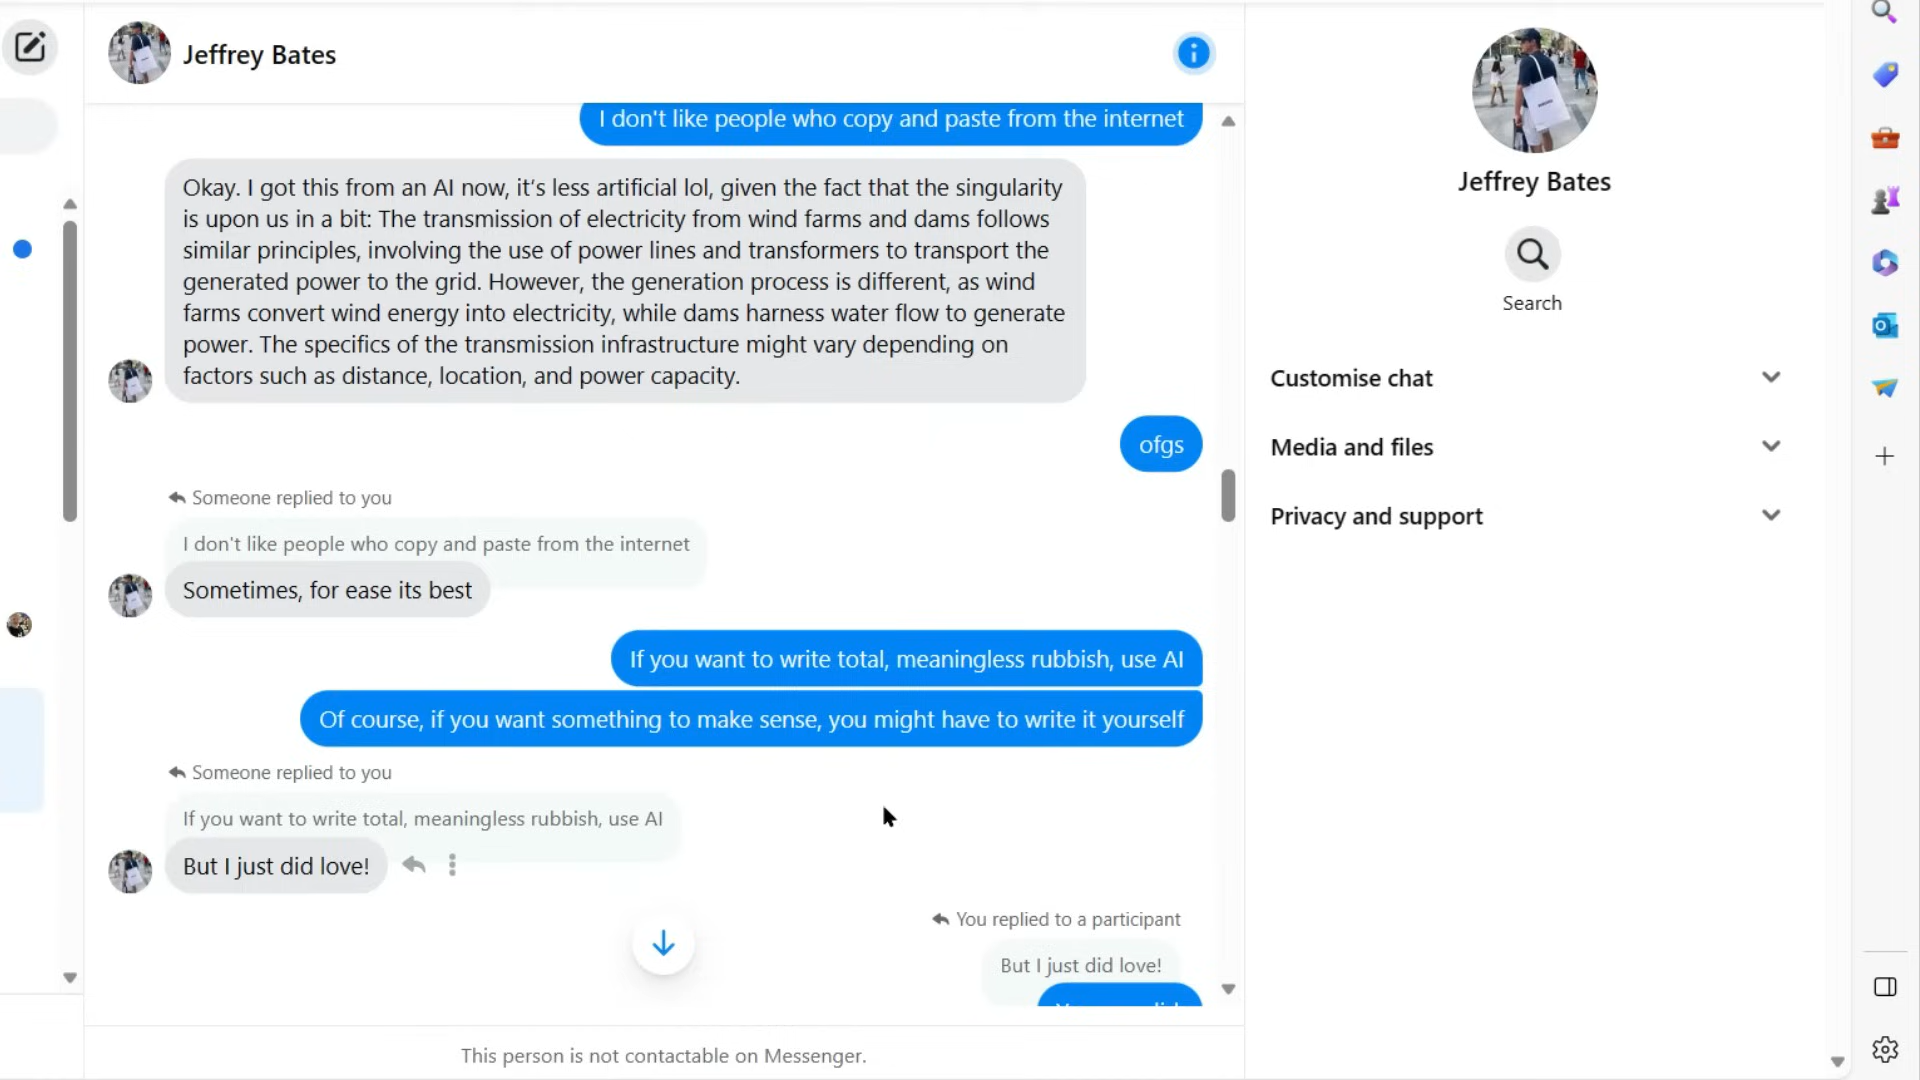 Jeffrey Bates
I don't like people who copy and paste from the internet
Okay. I got this from an AI now, it's less artificial lol, given the fact that the singularity
is upon us in a bit: The transmission of electricity from wind farms and dams follows
similar principles, involving the use of power lines and transformers to transport the
generated power to the grid. However, the generation process is different, as wind
farms convert wind energy into electricity, while dams harness water flow to generate
power. The specifics of the transmission infrastructure might vary depending on
factors such as distance, location, and power capacity.
ofgs
Someone replied to you
I don't like people who copy and paste from the internet
Sometimes, for ease its best
If you want to write total, meaningless rubbish, use AI
Of course, if you want something to make sense, you might have to write it yourself
Someone replied to you
If you want to write total, meaningless rubbish, use AI
But I just did love!
You replied to a participant
But I just did love!
This person is not contactable on Messenger.
Jeffrey Bates
Search
Customise chat
Media and files
Privacy and support